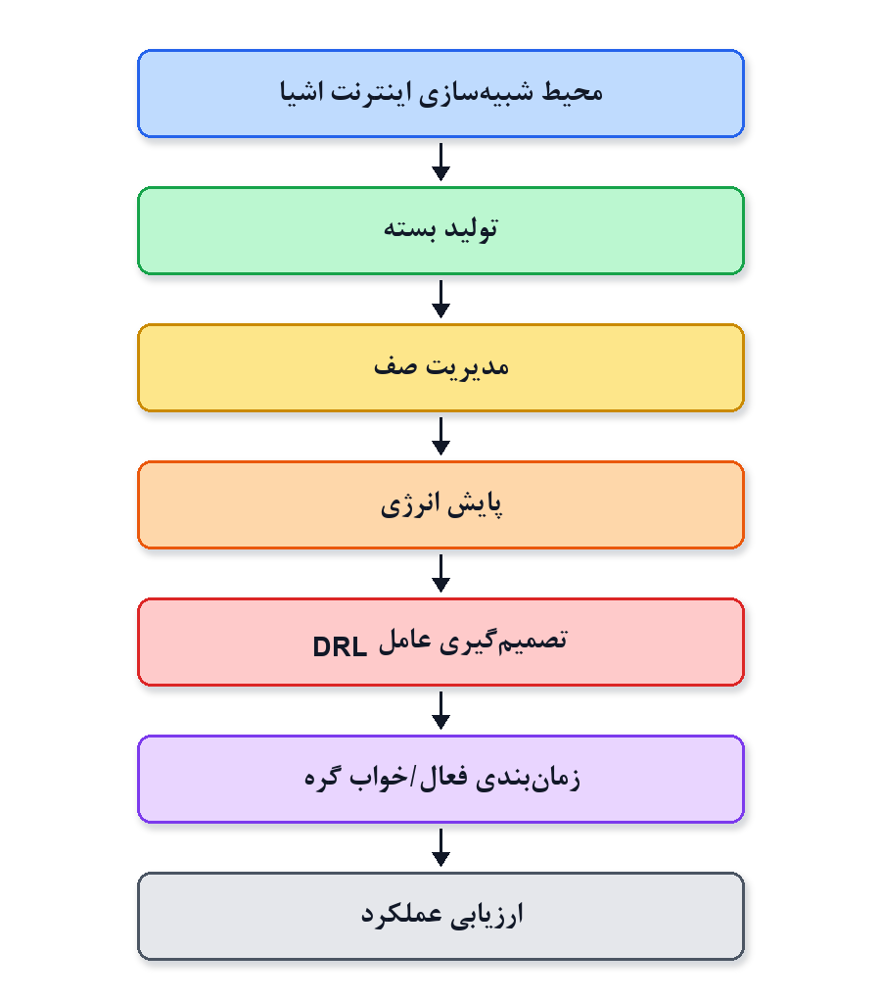 محیط شبیه‌سازی اینترنت اشیا
تولید بسته
مدیریت صف
پایش انرژی
تصمیم‌گیری عامل DRL
زمان‌بندی فعال/خواب گره
ارزیابی عملکرد